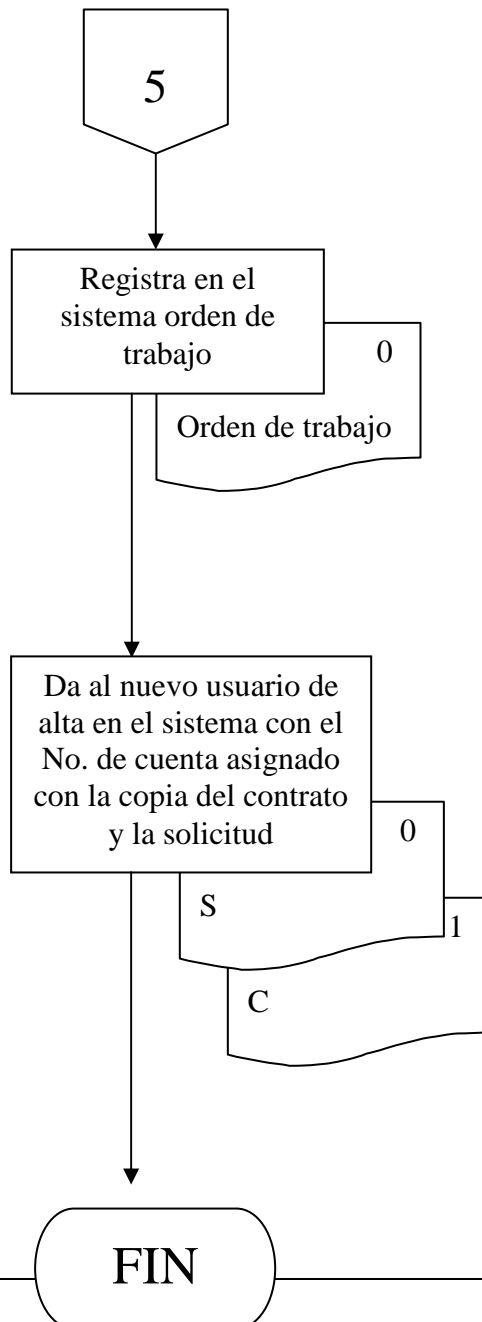 5
Registra en el
sistema orden de
trabajo
0
Orden de trabajo
Da al nuevo usuario de
alta en el sistema con el
No. de cuenta asignado
con la copia del contrato
y la solicitud
0
S
1
C
FIN